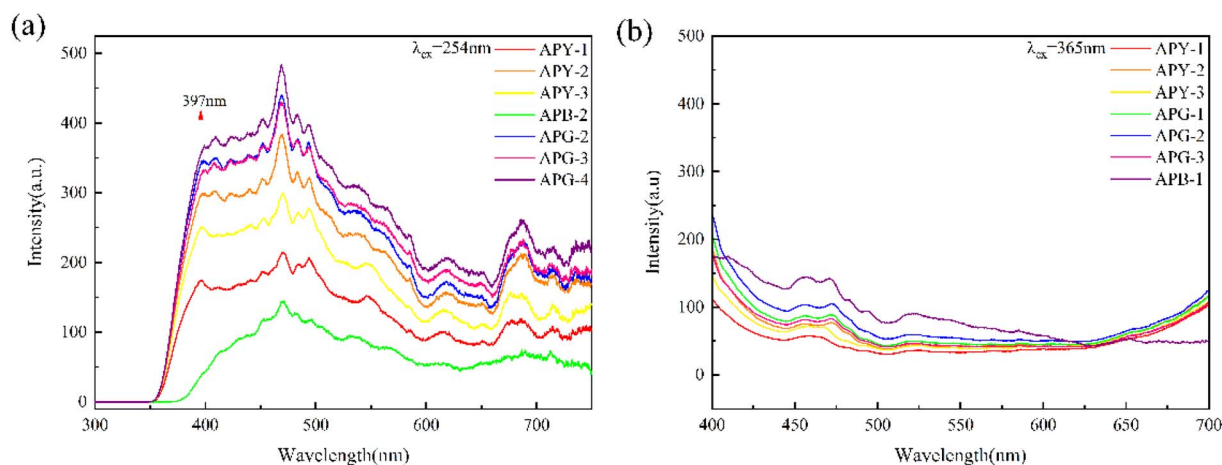 (a)
λex=254nm
APY-1
APY-2
APY-3
APB-2
APG-2
APG-3
APG-4
397nm
500
400
300
200
100
0
Intensity(a.u.)
300 400 500 600 700
Wavelength(nm)
(b)
λex=365nm
APY-1
APY-2
APY-3
APG-1
APG-2
APG-3
APB-1
500
400
300
200
100
0
Intensity(a.u)
400 450 500 550 600 650 700
Wavelength(nm)